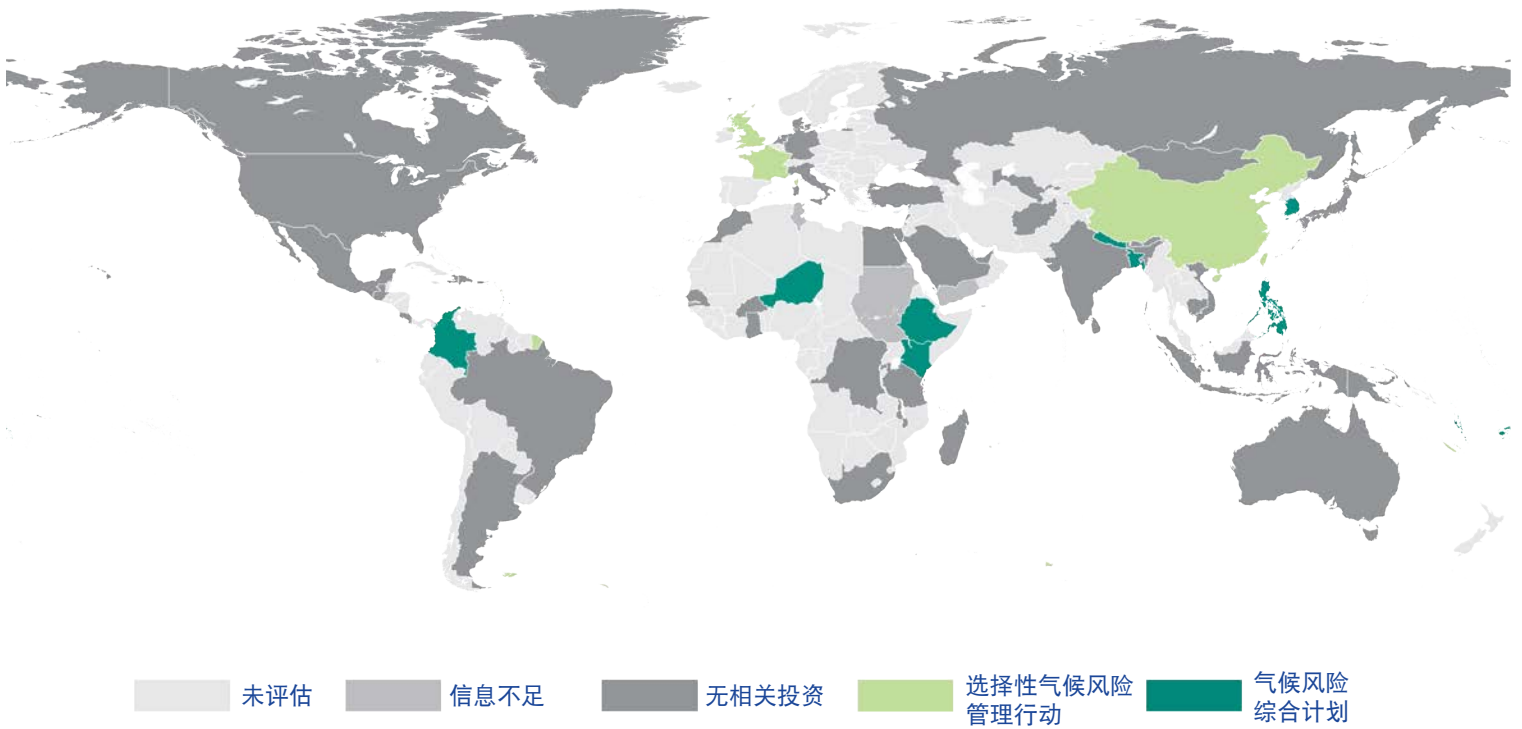 未评估
信息不足
无相关投资
选择性气候风险
管理行动
气候风险
综合计划